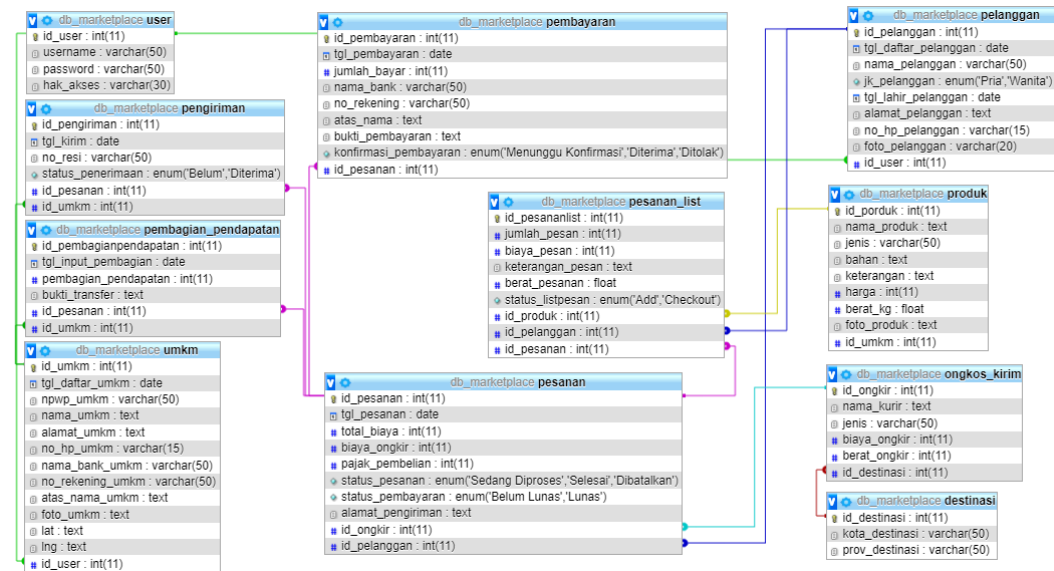 db_marketplace user
id_user : int(11)
username : varchar(50)
password : varchar(50)
hak_akses : varchar(30)
db_marketplace pengiriman
id_pengiriman : int(11)
tgl_kirim : date
no_resi : varchar(50)
status_penerimaan : enum('Belum','Diterima')
id_pesanan : int(11)
id_umkm : int(11)
db_marketplace pembagian_pendapatan
id_pembagianpendapatan : int(11)
tgl_input_pembagian : date
pembagian_pendapatan : int(11)
bukti_transfer : text
id_pesanan : int(11)
id_umkm : int(11)
db_marketplace umkm
id_umkm : int(11)
tgl_daftar_umkm : date
npwp_umkm : varchar(50)
nama_umkm : text
alamat_umkm : text
no_hp_umkm : varchar(15)
nama_bank_umkm : varchar(50)
no_rekening_umkm : varchar(50)
atas_nama_umkm : text
foto_umkm : text
lat : text
lng : text
id_user : int(11)
db_marketplace pembayaran
id_pembayaran : int(11)
tgl_pembayaran : date
jumlah_bayar : int(11)
nama_bank : varchar(50)
no_rekening : varchar(50)
atas_nama : text
bukti_pembayaran : text
konfirmasi_pembayaran : enum('Menunggu Konfirmasi','Diterima','Ditolak')
id_pesanan : int(11)
db_marketplace pesanan_list
id_pesananlist : int(11)
jumlah_pesan : int(11)
biaya_pesan : int(11)
keterangan_pesan : text
berat_pesanan : float
status_listpesan : enum('Add','Checkout')
id_produk : int(11)
id_pelanggan : int(11)
id_pesanan : int(11)
db_marketplace pesanan
id_pesanan : int(11)
tgl_pesanan : date
total_biaya : int(11)
biaya_ongkir : int(11)
pajak_pembelian : int(11)
status_pesanan : enum('Sedang Diproses','Selesai','Dibatalkan')
status_pembayaran : enum('Belum Lunas','Lunas')
alamat_pengiriman : text
id_ongkir : int(11)
id_pelanggan : int(11)
db_marketplace pelanggan
id_pelanggan : int(11)
tgl_daftar_pelanggan : date
nama_pelanggan : varchar(50)
jk_pelanggan : enum('Pria','Wanita')
tgl_lahir_pelanggan : date
alamat_pelanggan : text
no_hp_pelanggan : varchar(15)
foto_pelanggan : varchar(20)
id_user : int(11)
db_marketplace produk
id_porduk : int(11)
nama_produk : text
jenis : varchar(50)
bahan : text
keterangan : text
harga : int(11)
berat_kg : float
foto_produk : text
id_umkm : int(11)
db_marketplace ongkos_kirim
id_ongkir : int(11)
nama_kurir : text
jenis : varchar(50)
biaya_ongkir : int(11)
berat_ongkir : int(11)
id_destinasi : int(11)
db_marketplace destinasi
id_destinasi : int(11)
kota_destinasi : varchar(50)
prov_destinasi : varchar(50)